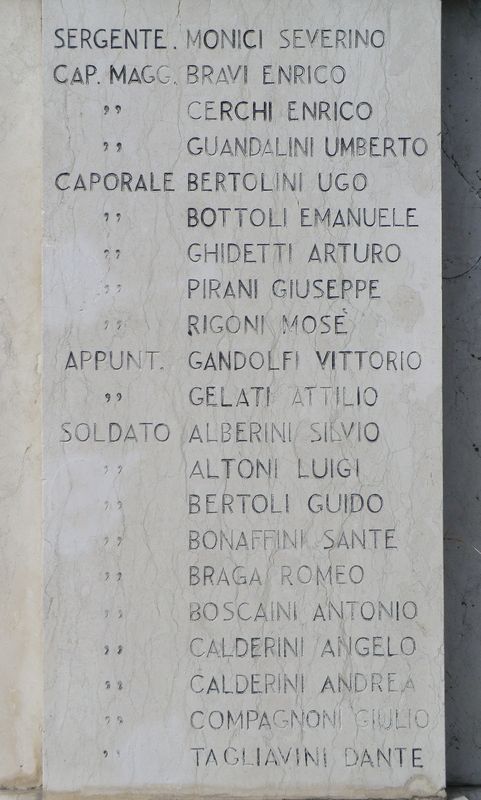 SERGENTE. MONICI SEVERINO
CAP. MAGG. BRAVI ENRICO
,, CERCHI ENRICO
,, GUANDALINI UMBERTO
CAPORALE BERTOLINI UGO
,, BOTTOLI EMANUELE
,, GHIDETTI ARTURO
,, PIRANI GIUSEPPE
,, RIGONI MOSÈ
APPUNT. GANDOLFI VITTORIO
,, GELATI ATTILIO
SOLDATO ALBERINI SILVIO
,, ALTONI LUIGI
,, BERTOLI GUIDO
,, BONAFFINI SANTE
,, BRAGA ROMEO
,, BOSCAINI ANTONIO
,, CALDERINI ANGELO
,, CALDERINI ANDREA
,, COMPAGNONI GIULIO
,, TAGLIAVINI DANTE